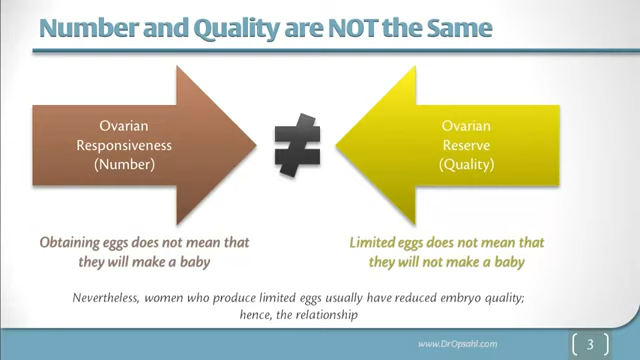 Number and Quality are NOT the Same
Ovarian
Responsiveness
(Number)
≠
Ovarian
Reserve
(Quality)
Obtaining eggs does not mean that
they will make a baby
Limited eggs does not mean that
they will not make a baby
Nevertheless, women who produce limited eggs usually have reduced embryo quality;
hence, the relationship
www.DrOpsahl.com
3